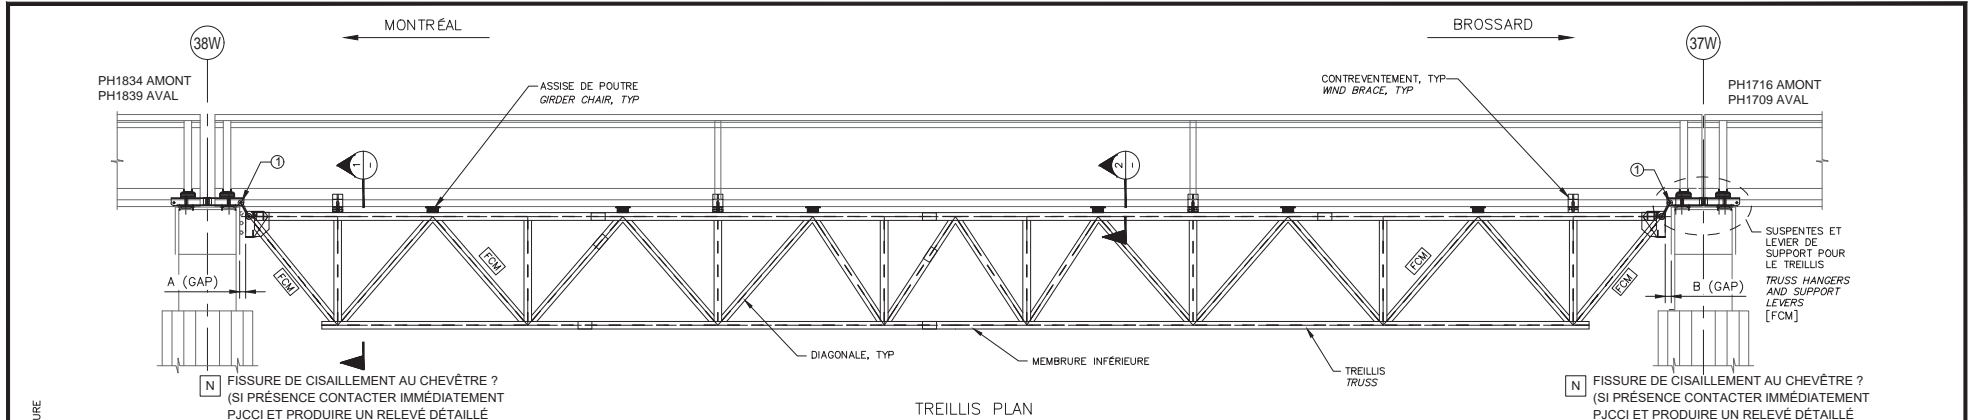 MONTRÉAL
BROSSARD
38W
37W
PH1834 AMONT
PH1839 AVAL
ASSISE DE POUTRE
GIRDER CHAIR, TYP
CONTREVENTEMENT, TYP
WIND BRACE, TYP
PH1716 AMONT
PH1709 AVAL
1
1
-
2
-
1
SUSPENTES ET
LEVIER DE
SUPPORT POUR
LE TREILLIS
TRUSS HANGERS
AND SUPPORT
LEVERS
[FCM]
A (GAP)
FCM
FCM
FCM
FCM
B (GAP)
DIAGONALE, TYP
MEMBRURE INFÉRIEURE
TREILLIS
TRUSS
N FISSURE DE CISAILLEMENT AU CHEVÊTRE ?
(SI PRÉSENCE CONTACTER IMMÉDIATEMENT
PJCCI ET PRODUIRE UN RELEVÉ DÉTAILLÉ
TREILLIS PLAN
N FISSURE DE CISAILLEMENT AU CHEVÊTRE ?
(SI PRÉSENCE CONTACTER IMMÉDIATEMENT
PJCCI ET PRODUIRE UN RELEVÉ DÉTAILLÉ
URE